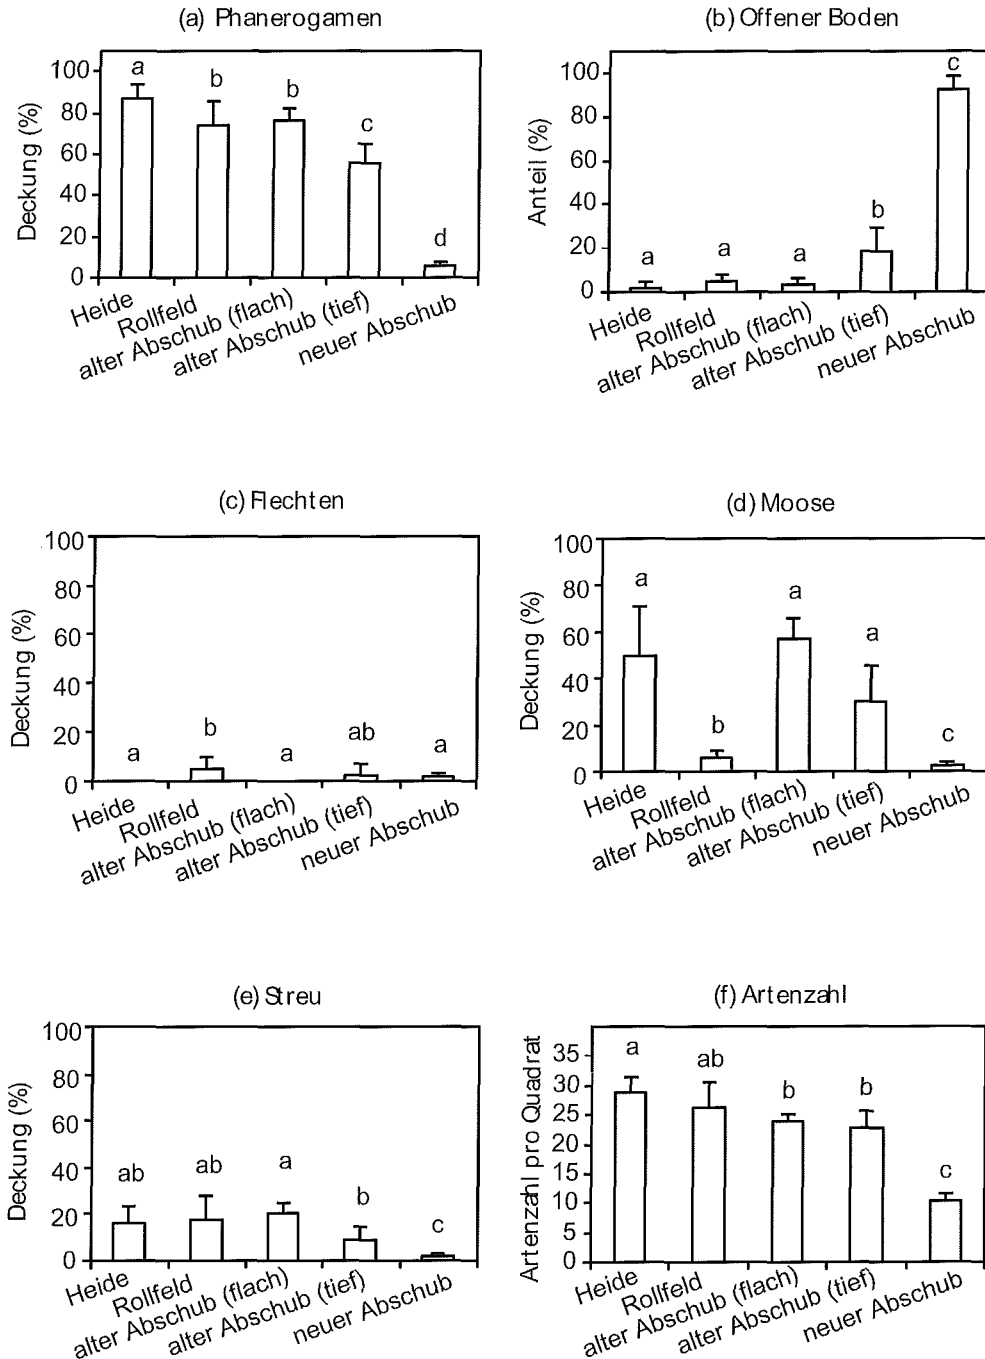 (a) Phanerogamen
Deckung (%)
100
80
60
40
20
0
a
b
b
c
d
Heide
Rollfeld
alter Abschub (flach)
alter Abschub (tief)
neuer Abschub
(b) Offener Boden
Anteil (%)
100
80
60
40
20
0
a
a
a
b
c
Heide
Rollfeld
alter Abschub (flach)
alter Abschub (tief)
neuer Abschub
(c) Flechten
Deckung (%)
100
80
60
40
20
0
a
b
a
ab
a
Heide
Rollfeld
alter Abschub (flach)
alter Abschub (tief)
neuer Abschub
(d) Moose
Deckung (%)
100
80
60
40
20
0
a
b
a
a
c
Heide
Rollfeld
alter Abschub (flach)
alter Abschub (tief)
neuer Abschub
(e) Streu
Deckung (%)
100
80
60
40
20
0
ab
ab
a
b
c
Heide
Rollfeld
alter Abschub (flach)
alter Abschub (tief)
neuer Abschub
(f) Artenzahl
Artenzahl pro Quadrat
35
30
25
20
15
10
5
0
a
ab
b
b
c
Heide
Rollfeld
alter Abschub (flach)
alter Abschub (tief)
neuer Abschub